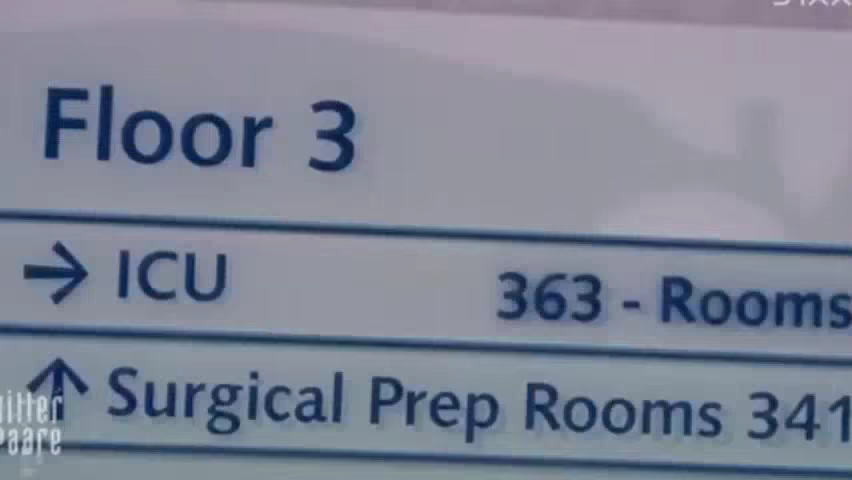 Floor 3
→ ICU 363 - Rooms
↑ Surgical Prep Rooms 341